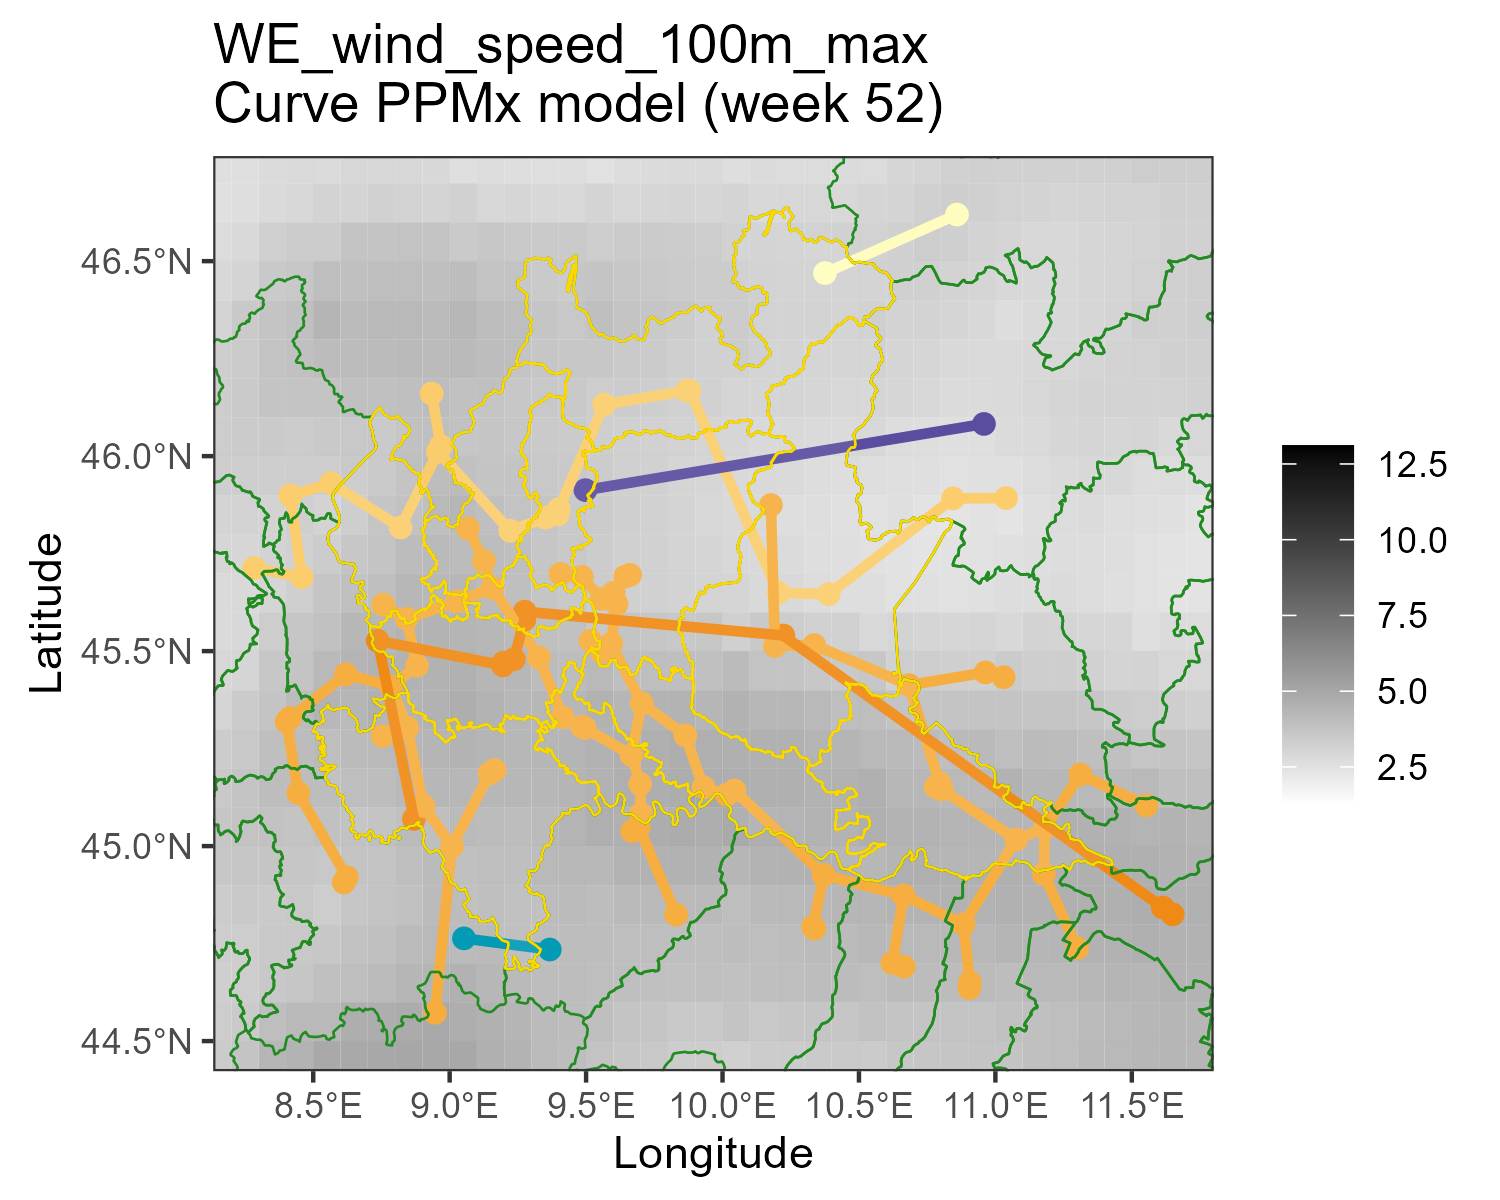 WE_wind_speed_100m_max
Curve PPMx model (week 52)
Latitude
46.5°N
46.0°N
45.5°N
45.0°N
44.5°N
8.5°E 9.0°E 9.5°E 10.0°E 10.5°E 11.0°E 11.5°E
Longitude
12.5
10.0
7.5
5.0
2.5